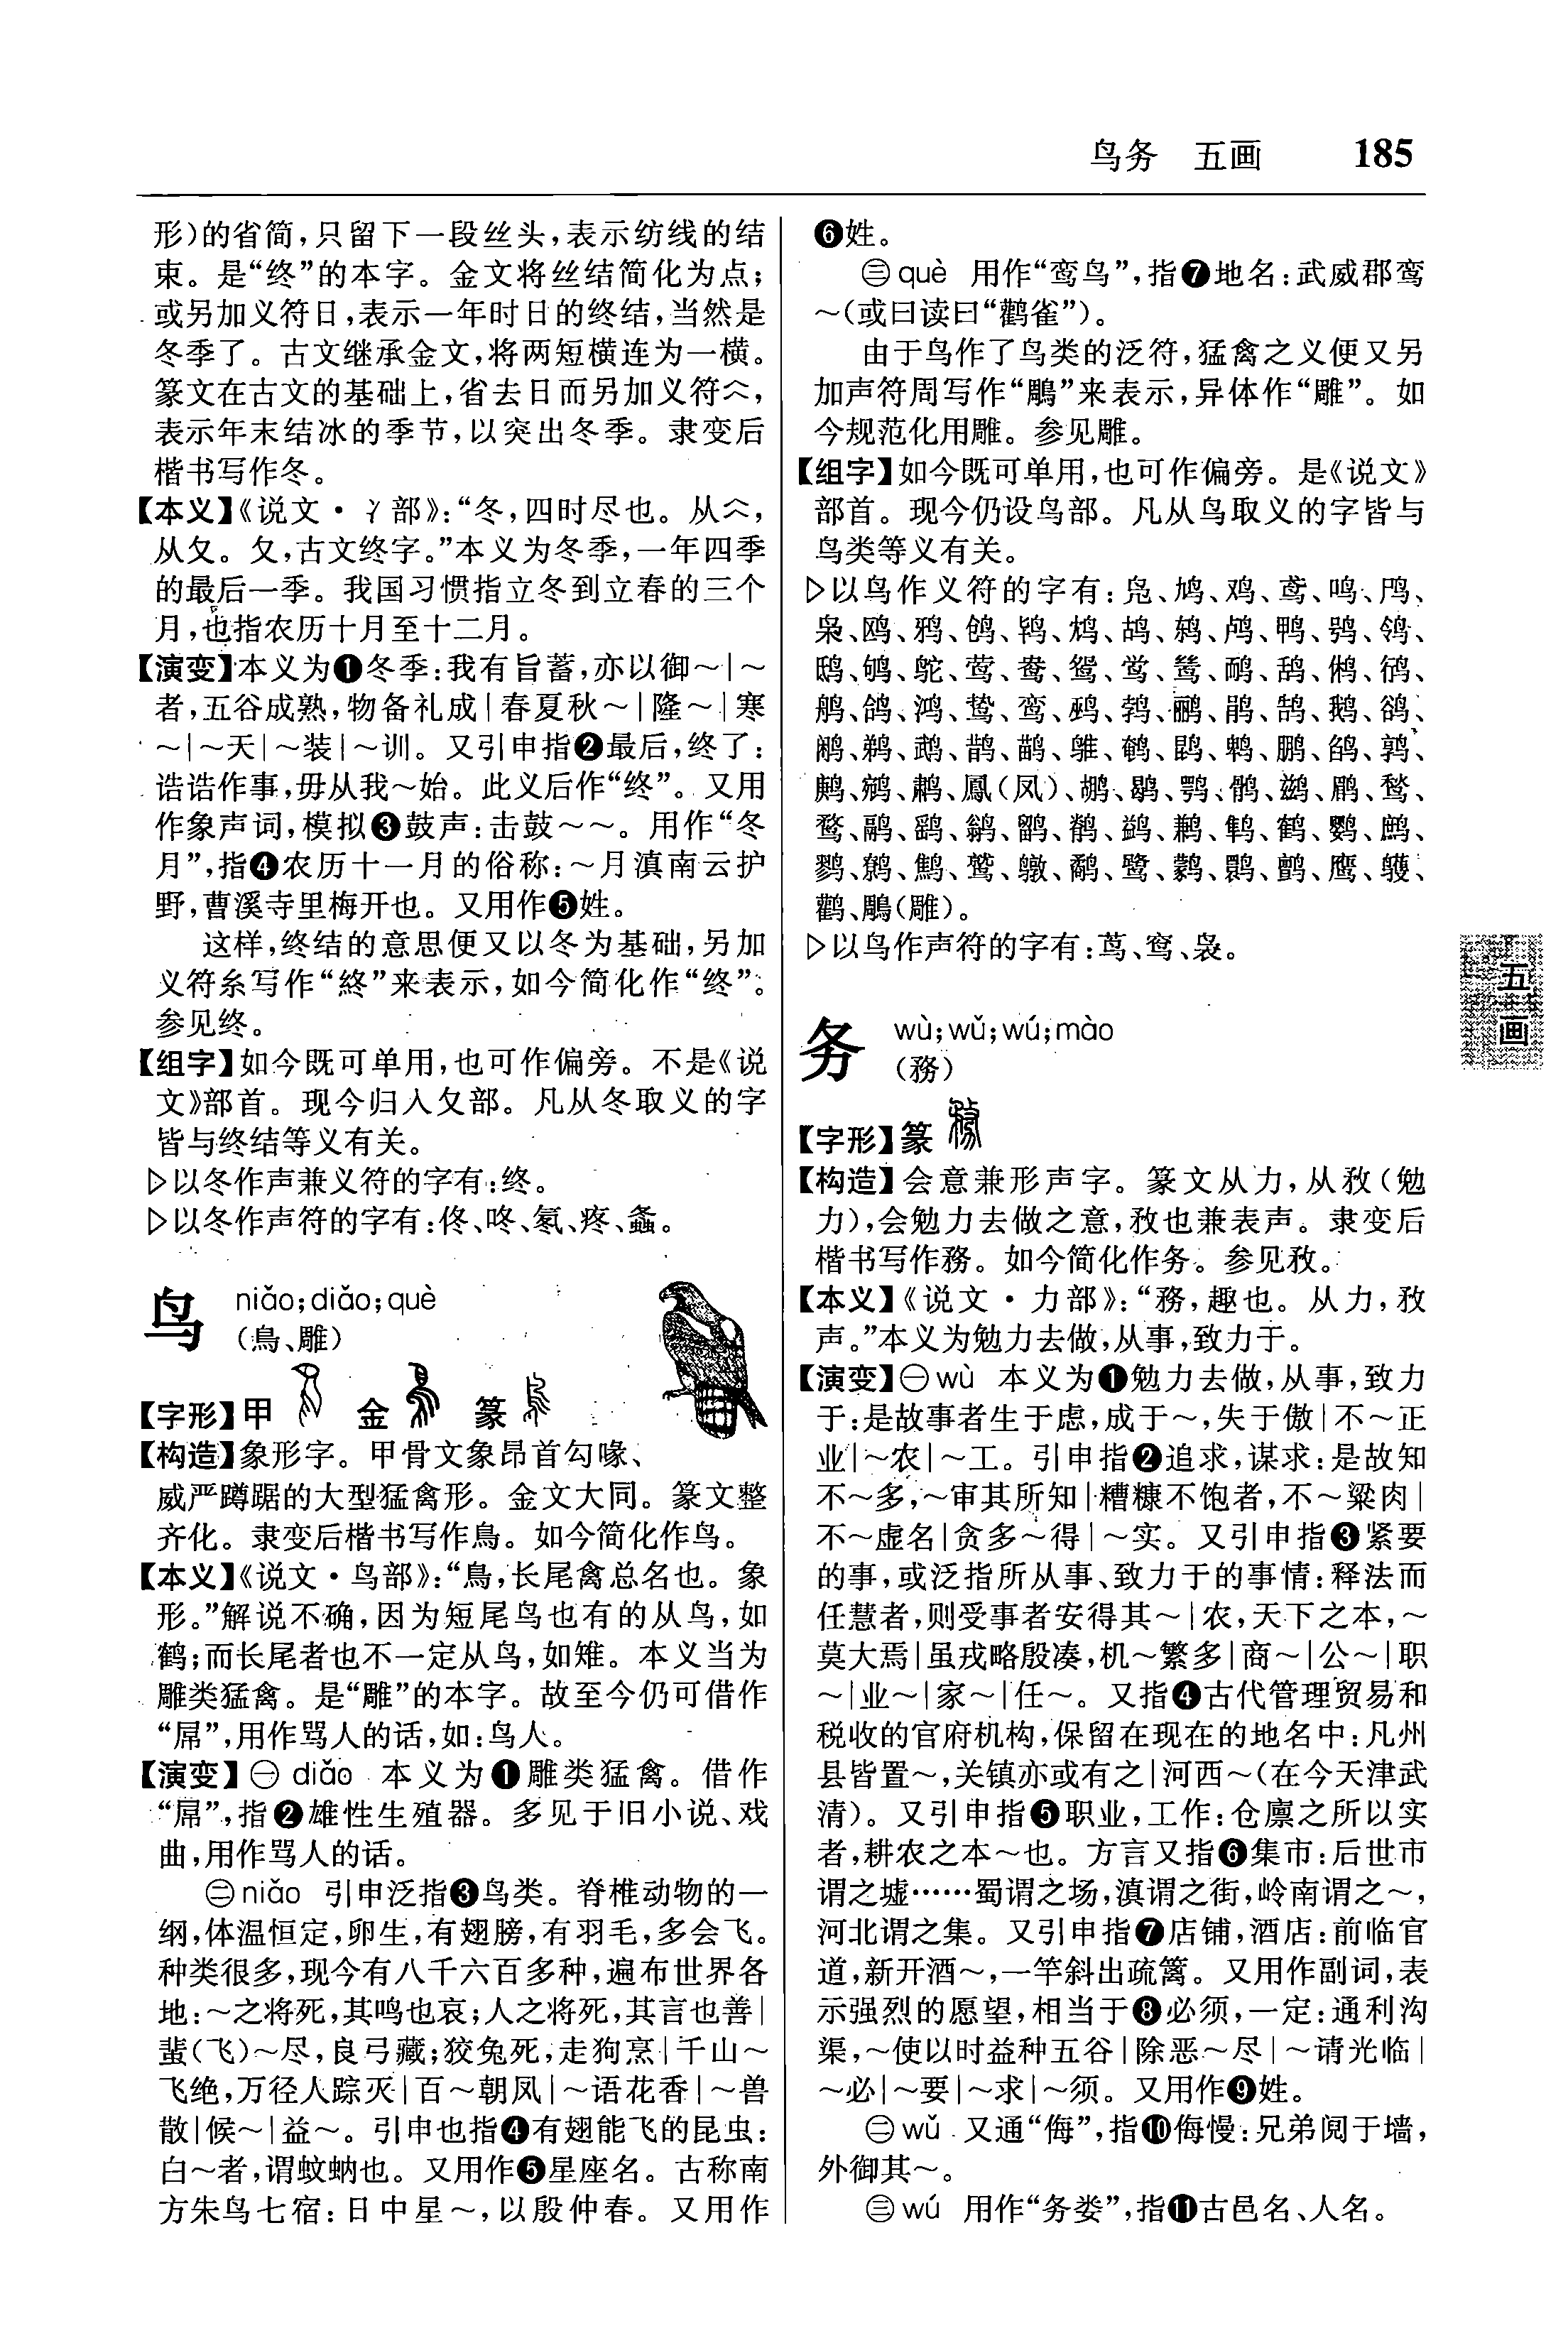 鸟务 五画 185
形)的省简,只留下一段丝头,表示纺线的结
束。是“终”的本字。金文将丝结简化为点;
或另加义符日,表示一年时日的终结,当然是
冬季了。古文继承金文,将两短横连为一横。
篆文在古文的基础上,省去日而另加义符仌,
表示年末结冰的季节,以突出冬季。隶变后
楷书写作冬。
【本义】《说文·冫部》:“冬,四时尽也。从仌,
从夂。夂,古文终字。”本义为冬季,一年四季
的最后一季。我国习惯指立冬到立春的三个
月,也指农历十月至十二月。
【演变】本义为❶冬季:我有旨蓄,亦以御~|~
者,五谷成熟,物备礼成|春夏秋~|隆~|寒
~|~天|~装|~训。又引申指❷最后,终了:
诰诰作事,毋从我~始。此义后作“终”。又用
作象声词,模拟❸鼓声:击鼓~~。用作“冬
月”,指❹农历十一月的俗称:~月滇南云护
野,曹溪寺里梅开也。又用作❺姓。
这样,终结的意思便又以冬为基础,另加
义符糸写作“終”来表示,如今简化作“终”。
参见终。
【组字】如今既可单用,也可作偏旁。不是《说
文》部首。现今归入夂部。凡从冬取义的字
皆与终结等义有关。
▷以冬作声兼义符的字有:终。
▷以冬作声符的字有:佟、咚、氡、疼、螽。
鸟 niǎo;diǎo;què
(鳥、雕)
【字形】甲 金 篆
【构造】象形字。甲骨文象昂首勾喙、
威严蹲踞的大型猛禽形。金文大同。篆文整
齐化。隶变后楷书写作鳥。如今简化作鸟。
【本义】《说文·鸟部》:“鳥,长尾禽总名也。象
形。”解说不确,因为短尾鸟也有的从鸟,如
鹤;而长尾者也不一定从鸟,如雉。本义当为
雕类猛禽。是“雕”的本字。故至今仍可借作
“屌”,用作骂人的话,如:鸟人。
【演变】㊀ diǎo 本义为❶雕类猛禽。借作
“屌”,指❷雄性生殖器。多见于旧小说、戏
曲,用作骂人的话。
㊁niǎo 引申泛指❸鸟类。脊椎动物的一
纲,体温恒定,卵生,有翅膀,有羽毛,多会飞。
种类很多,现今有八千六百多种,遍布世界各
地:~之将死,其鸣也哀;人之将死,其言也善|
蜚(飞)~尽,良弓藏;狡兔死,走狗烹|千山~
飞绝,万径人踪灭|百~朝凤|~语花香|~兽
散|候~|益~。引申也指❹有翅能飞的昆虫:
白~者,谓蚊蚋也。又用作❺星座名。古称南
方朱鸟七宿:日中星~,以殷仲春。又用作
❻姓。
㊂què 用作“鸾鸟”,指❼地名:武威郡鸾
~(或曰读曰“鹳雀”)。
由于鸟作了鸟类的泛符,猛禽之义便又另
加声符周写作“鵰”来表示,异体作“雕”。如
今规范化用雕。参见雕。
【组字】如今既可单用,也可作偏旁。是《说文》
部首。现今仍设鸟部。凡从鸟取义的字皆与
鸟类等义有关。
▷以鸟作义符的字有:凫、鸠、鸡、鸢、鸣、鸤、
枭、鸥、鸦、鸧、鸨、鸩、鸪、鸫、鸬、鸭、鸮、鸰、
鸱、鸲、鸵、莺、鸯、鸳、鸴、鸶、鸸、鸹、鸺、鸻、
鸼、鸽、鸿、鸷、鸾、鹀、鹁、鹂、鹃、鹄、鹅、鹆、
鹇、鹈、鹉、鹊、鹋、鵻、鹌、鹍、鹎、鹏、鹐、鹑、
鹒、鹓、鹔、鳳(凤)、鹕、鹖、鹗、鹘、鹚、鹛、鹙、
鹜、鹝、鹞、鹟、鹠、鹡、鹢、鹣、鹎、鹤、鹦、鹧、
鹨、鹩、鹪、鹫、鹬、鹭、
鹳、鵰(雕)。
▷以鸟作声符的字有:茑、窎、袅。
务 wù;wǔ;wú;mào
(務)
【字形】篆
【构造】会意兼形声字。篆文从力,从敄(勉
力),会勉力去做之意,敄也兼表声。隶变后
楷书写作務。如今简化作务。参见敄。
【本义】《说文·力部》:“務,趣也。从力,敄
声。”本义为勉力去做,从事,致力于。
【演变】㊀wù 本义为❶勉力去做,从事,致力
于:是故事者生于虑,成于~,失于傲|不~正
业|~农|~工。引申指❷追求,谋求:是故知
不~多,~审其所知|糟糠不饱者,不~粱肉|
不~虚名|贪多~得|~实。又引申指❸紧要
的事,或泛指所从事、致力于的事情:释法而
任慧者,则受事者安得其~|农,天下之本,~
莫大焉|虽戎略殷凑,机~繁多|商~|公~|职
~|业~|家~|任~。又指❹古代管理贸易和
税收的官府机构,保留在现在的地名中:凡州
县皆置~,关镇亦或有之|河西~(在今天津武
清)。又引申指❺职业,工作:仓廪之所以实
者,耕农之本~也。方言又指❻集市:后世市
谓之墟……蜀谓之场,滇谓之街,岭南谓之~,
河北谓之集。又引申指❼店铺,酒店:前临官
道,新开酒~,一竿斜出疏篱。又用作副词,表
示强烈的愿望,相当于❽必须,一定:通利沟
渠,~使以时益种五谷|除恶~尽|~请光临|
~必|~要|~求|~须。又用作❾姓。
㊁wǔ 又通“侮”,指❿侮慢:兄弟阋于墙,
外御其~。
㊂wú 用作“务娄”,指⓫古邑名、人名。
五画